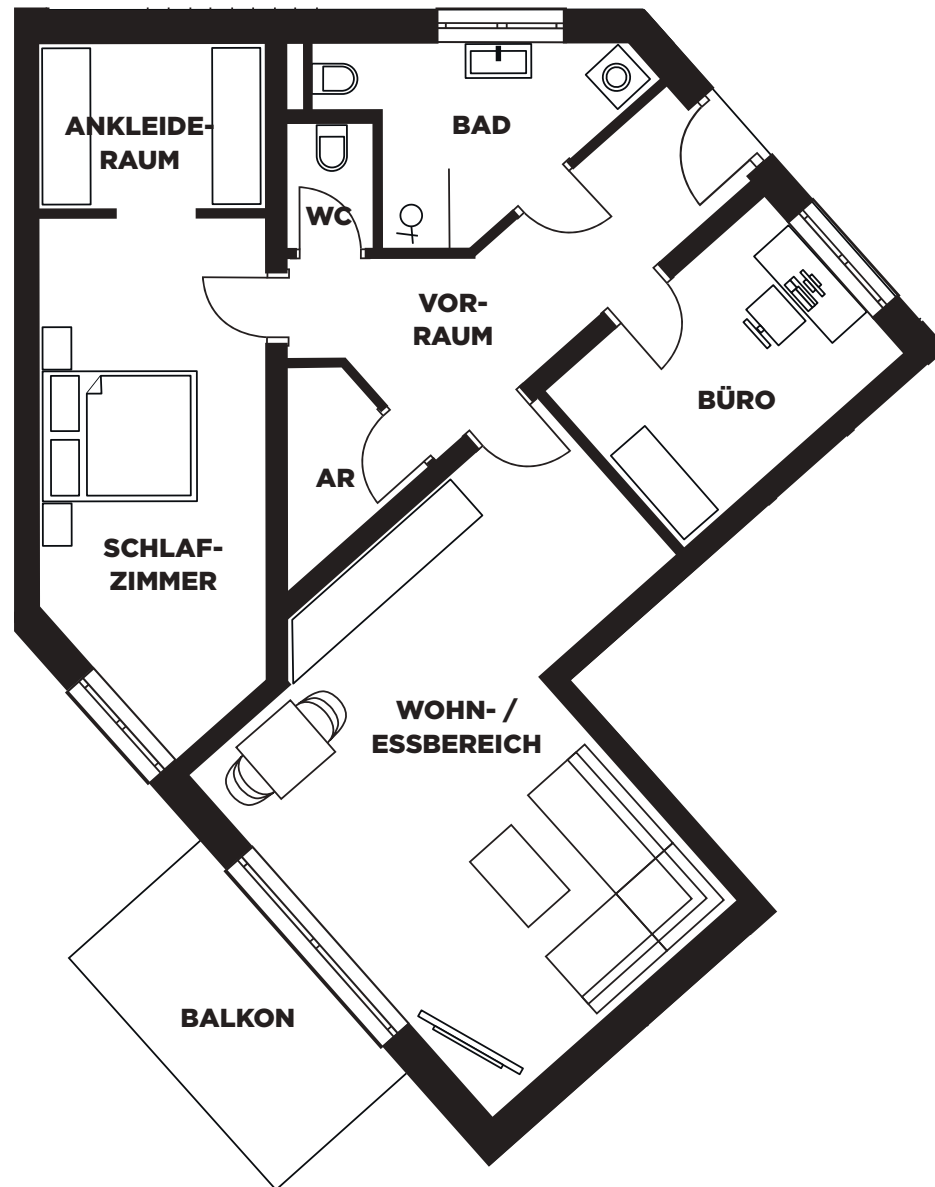 ANKLEIDE-
RAUM
BAD
WC
VOR-
RAUM
BÜRO
AR
SCHLAF-
ZIMMER
WOHN- /
ESSBEREICH
BALKON